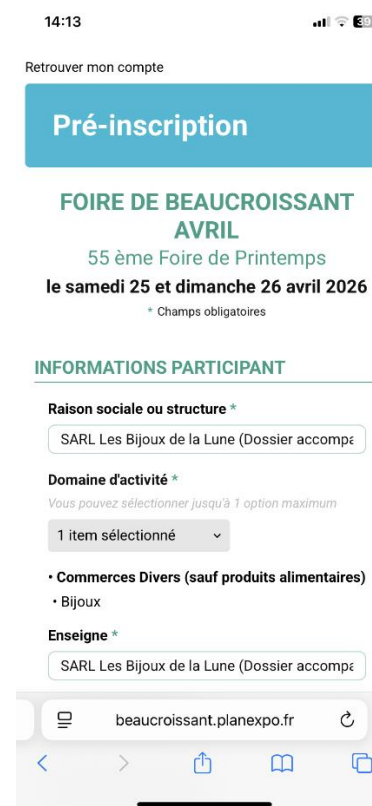 14:13
Retrouver mon compte
Pré-inscription
FOIRE DE BEAUCROISSANT
AVRIL
55 ème Foire de Printemps
le samedi 25 et dimanche 26 avril 2026
* Champs obligatoires
INFORMATIONS PARTICIPANT
Raison sociale ou structure *
SARL Les Bijoux de la Lune (Dossier accompa
Domaine d'activité *
Vous pouvez sélectionner jusqu'à 1 option maximum
1 item sélectionné
• Commerces Divers (sauf produits alimentaires)
• Bijoux
Enseigne *
SARL Les Bijoux de la Lune (Dossier accompa
beaucroissant.planexpo.fr